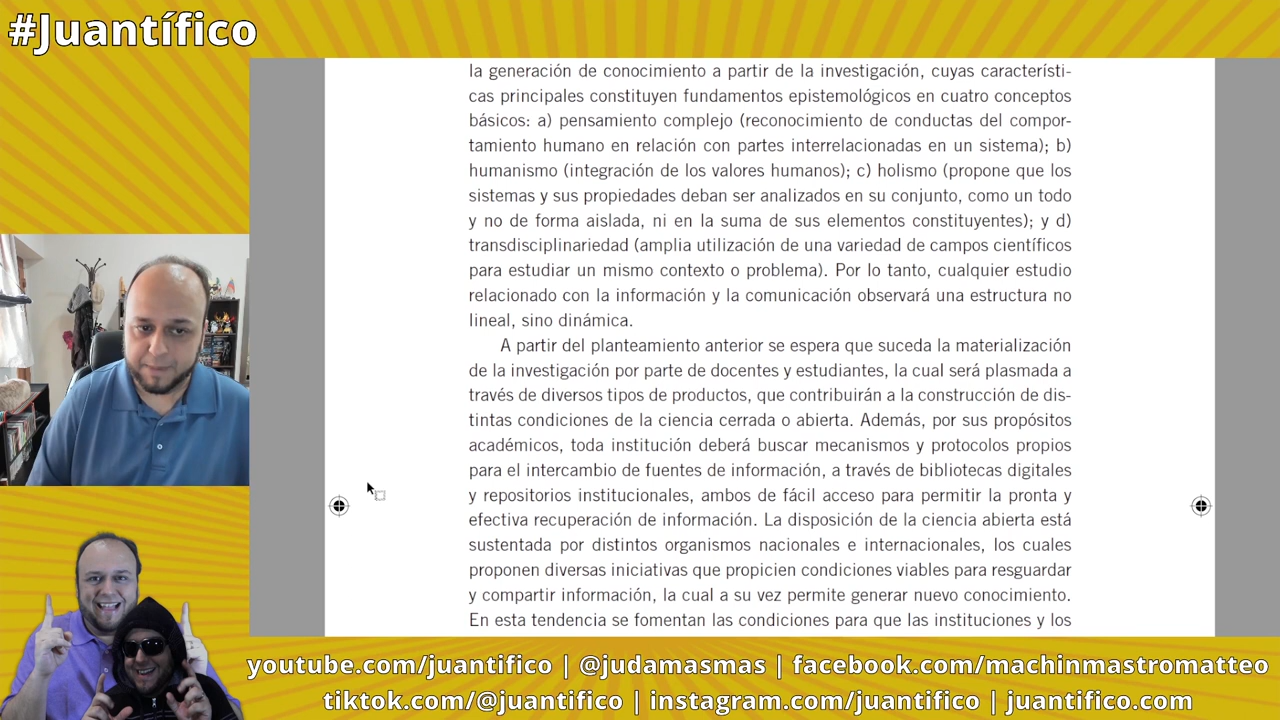 #Juantífico
la generación de conocimiento a partir de la investigación, cuyas característi-
cas principales constituyen fundamentos epistemológicos en cuatro conceptos
básicos: a) pensamiento complejo (reconocimiento de conductas del compor-
tamiento humano en relación con partes interrelacionadas en un sistema); b)
humanismo (integración de los valores humanos); c) holismo (propone que los
sistemas y sus propiedades deban ser analizados en su conjunto, como un todo
y no de forma aislada, ni en la suma de sus elementos constituyentes); y d)
transdisciplinariedad (amplia utilización de una variedad de campos científicos
para estudiar un mismo contexto o problema). Por lo tanto, cualquier estudio
relacionado con la información y la comunicación observará una estructura no
lineal, sino dinámica.
A partir del planteamiento anterior se espera que suceda la materialización
de la investigación por parte de docentes y estudiantes, la cual será plasmada a
través de diversos tipos de productos, que contribuirán a la construcción de dis-
tintas condiciones de la ciencia cerrada o abierta. Además, por sus propósitos
académicos, toda institución deberá buscar mecanismos y protocolos propios
para el intercambio de fuentes de información, a través de bibliotecas digitales
y repositorios institucionales, ambos de fácil acceso para permitir la pronta y
efectiva recuperación de información. La disposición de la ciencia abierta está
sustentada por distintos organismos nacionales e internacionales, los cuales
proponen diversas iniciativas que propicien condiciones viables para resguardar
y compartir información, la cual a su vez permite generar nuevo conocimiento.
En esta tendencia se fomentan las condiciones para que las instituciones y los
youtube.com/juantifico | @judamasmas | facebook.com/machinmastromatteo
tiktok.com/@juantifico | instagram.com/juantifico | juantifico.com